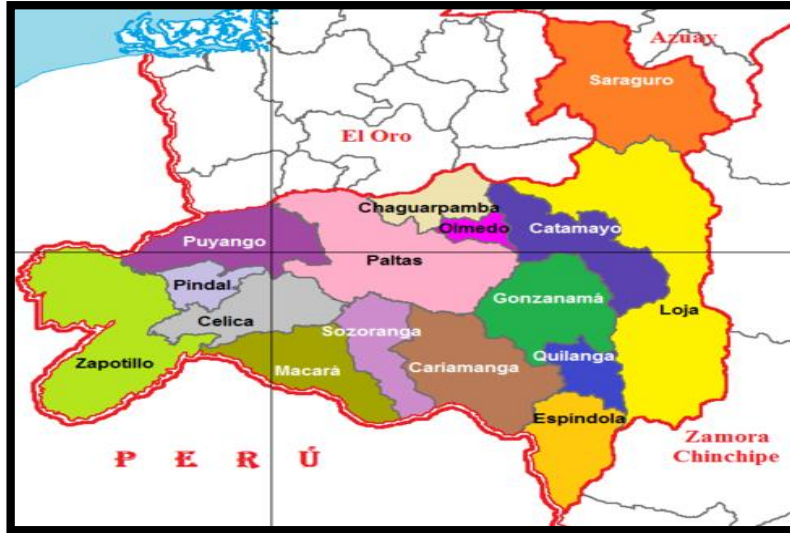 Azuay
Saraguro
El Oro
Chaguarpamba
Olmedo
Catamayo
Puyango
Paltas
Pindal
Gonzanamá
Loja
Celica
Sozoranga
Zapotillo
Macará
Cariamanga
Quilanga
Espíndola
Zamora
Chinchipe
P E R Ú